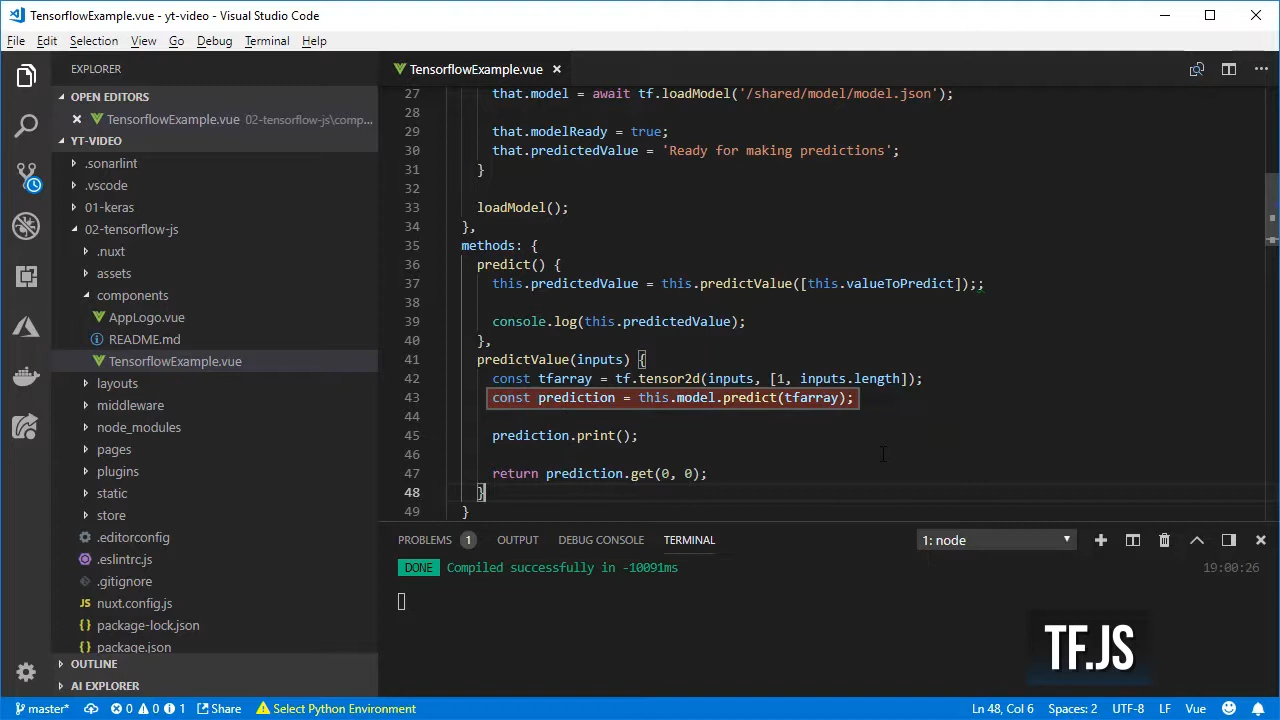 TensorflowExample.vue - yt-video - Visual Studio Code
File Edit Selection View Go Debug Terminal Help
EXPLORER
OPEN EDITORS
TensorflowExample.vue 02-tensorflow-js\comp...
YT-VIDEO
.sonarlint
.vscode
01-keras
02-tensorflow-js
.nuxt
assets
components
AppLogo.vue
README.md
TensorflowExample.vue
layouts
middleware
node_modules
pages
plugins
static
store
.editorconfig
.eslintrc.js
.gitignore
JS nuxt.config.js
{} package-lock.json
{} package.json
OUTLINE
AI EXPLORER
TensorflowExample.vue
27 that.model = await tf.loadModel('/shared/model/model.json');
28
29 that.modelReady = true;
30 that.predictedValue = 'Ready for making predictions';
31 }
32
33 loadModel();
34 },
35 methods: {
36 predict() {
37 this.predictedValue = this.predictValue([this.valueToPredict]);;
38
39 console.log(this.predictedValue);
40 },
41 predictValue(inputs) {
42 const tfarray = tf.tensor2d(inputs, [1, inputs.length]);
43 const prediction = this.model.predict(tfarray);
44
45 prediction.print();
46
47 return prediction.get(0, 0);
48 }
49 }
PROBLEMS 1 OUTPUT DEBUG CONSOLE TERMINAL 1: node
DONE Compiled successfully in -10091ms 19:00:26
TF.JS
master* 0 0 1 Share Select Python Environment Ln 48, Col 6 Spaces: 2 UTF-8 LF Vue